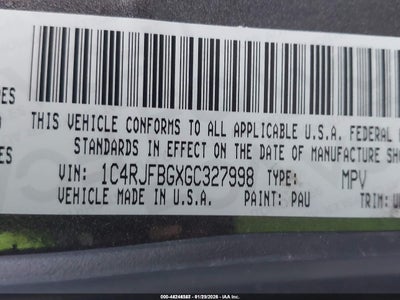 THIS VEHICLE CONFORMS TO ALL APPLICABLE U.S.A. FEDERAL
STANDARDS IN EFFECT ON THE DATE OF MANUFACTURE
VIN: 1C4RJFBGXGC327998 TYPE: MPV
VEHICLE MADE IN U.S.A. PAINT: PAU TRIM:
000-44246587 - 01/29/2026 - IAA Inc.